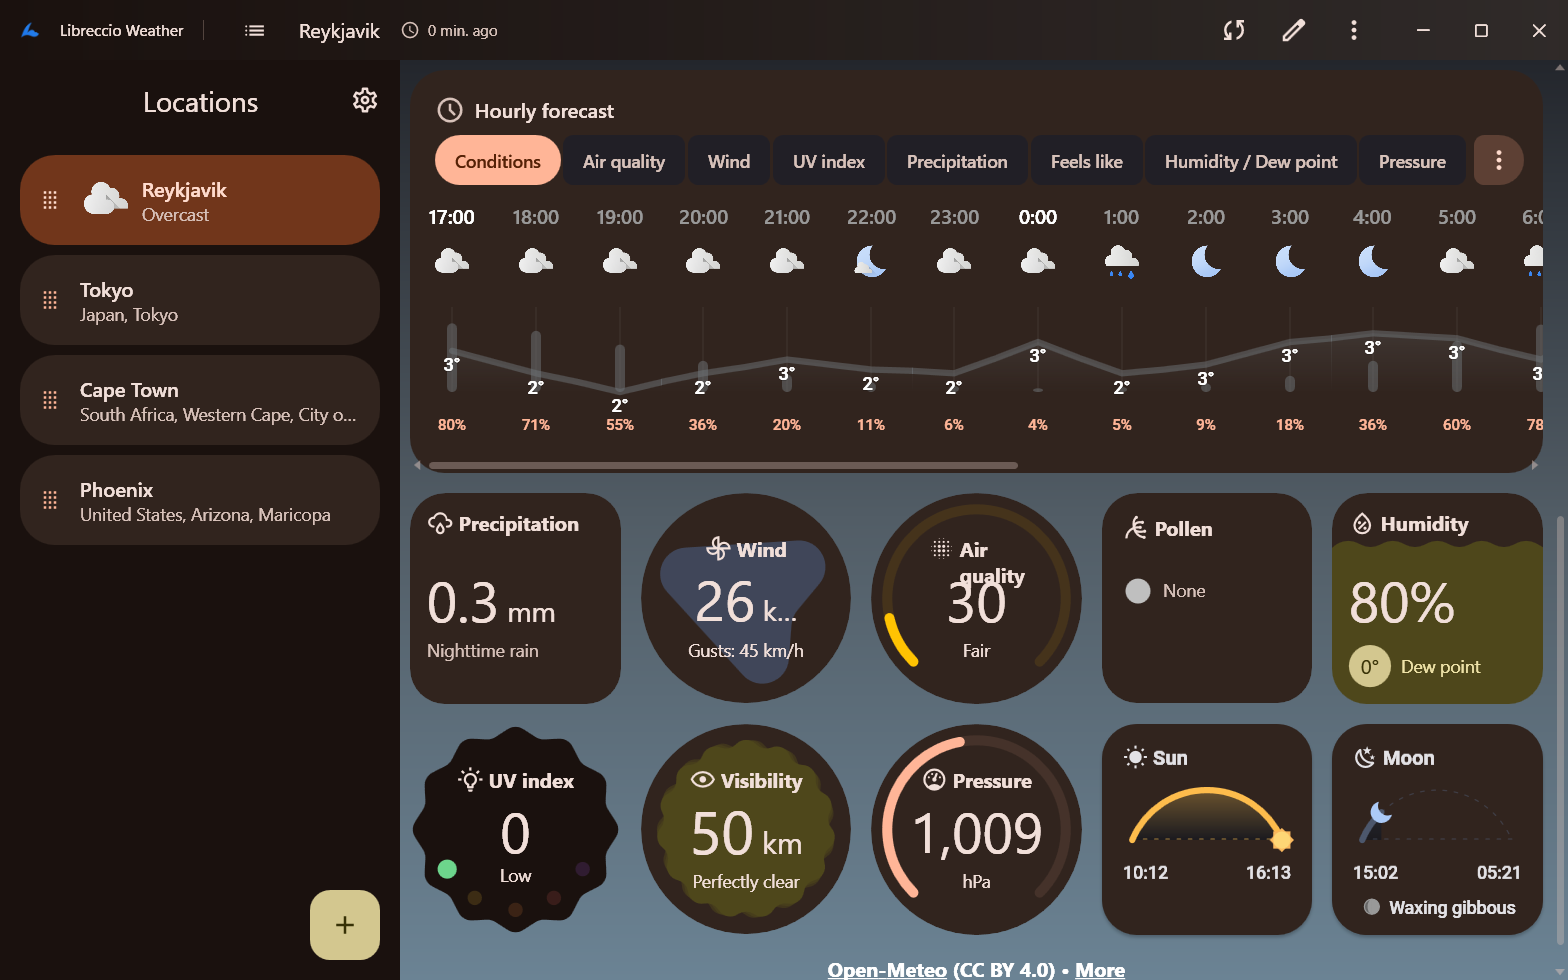 Libreccio Weather
Reykjavik
0 min. ago
Locations
Reykjavik
Overcast
Tokyo
Japan, Tokyo
Cape Town
South Africa, Western Cape, City o...
Phoenix
United States, Arizona, Maricopa
+
Hourly forecast
Conditions Air quality Wind UV index Precipitation Feels like Humidity / Dew point Pressure
17:00 18:00 19:00 20:00 21:00 22:00 23:00 0:00 1:00 2:00 3:00 4:00 5:00 6:0
3° 2° 2° 2° 3° 2° 2° 3° 2° 3° 3° 3° 3° 3
80% 71% 55% 36% 20% 11% 6% 4% 5% 9% 18% 36% 60% 78
Precipitation
0.3 mm
Nighttime rain
Wind
26 k...
Gusts: 45 km/h
Air
quality
30
Fair
Pollen
None
Humidity
80%
0° Dew point
UV index
0
Low
Visibility
50 km
Perfectly clear
Pressure
1,009
hPa
Sun
10:12 16:13
Moon
15:02 05:21
Waxing gibbous
Open-Meteo (CC BY 4.0) • More